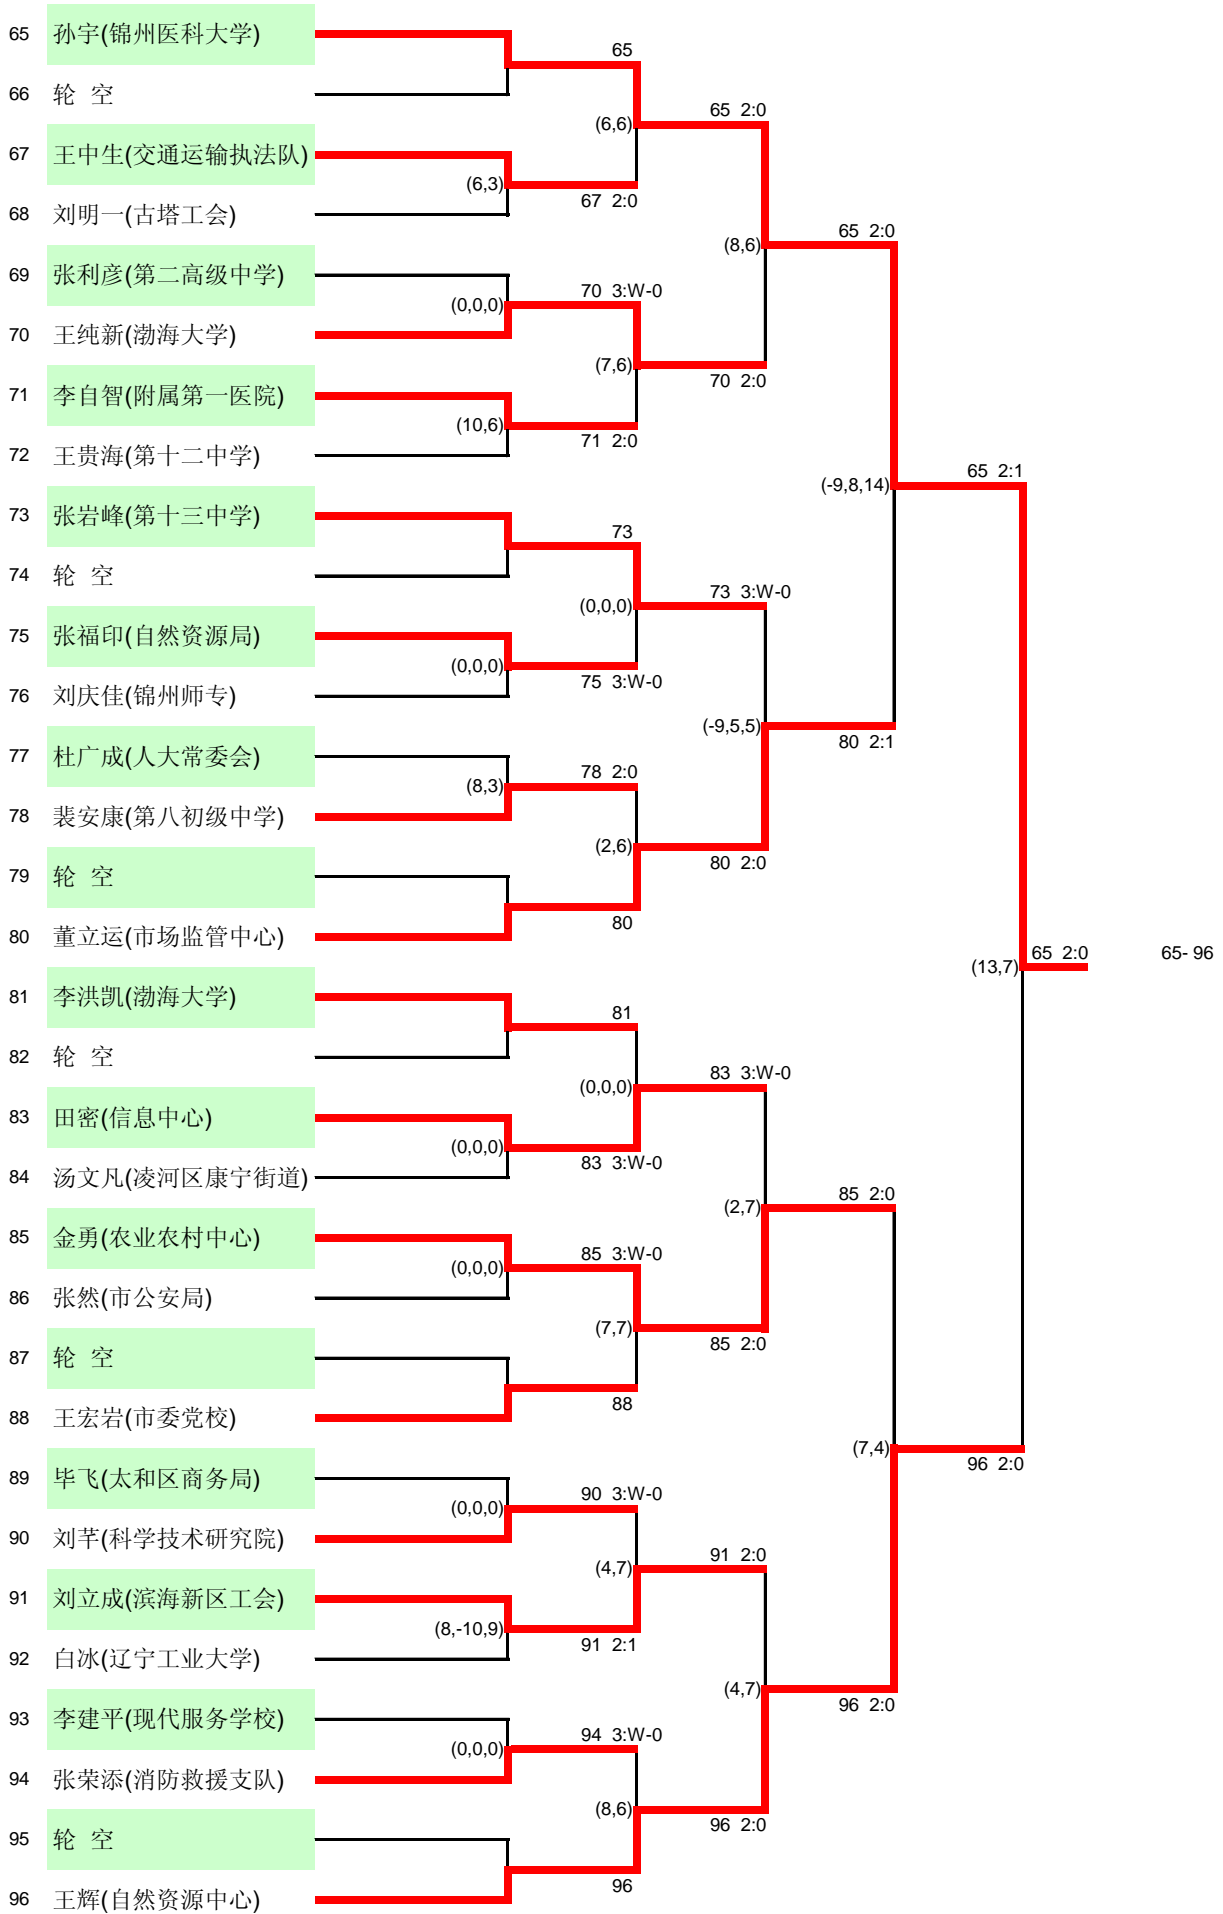 65 孙宇(锦州医科大学)
65
66 轮 空
65 2:0
(6,6)
67 王中生(交通运输执法队)
(6,3)
67 2:0
68 刘明一(古塔工会)
65 2:0
(8,6)
69 张利彦(第二高级中学)
70 3:W-0
(0,0,0)
70 王纯新(渤海大学)
(7,6)
70 2:0
71 李自智(附属第一医院)
(10,6)
71 2:0
72 王贵海(第十二中学)
65 2:1
(-9,8,14)
73 张岩峰(第十三中学)
73
74 轮 空
73 3:W-0
(0,0,0)
75 张福印(自然资源局)
(0,0,0)
75 3:W-0
76 刘庆佳(锦州师专)
(-9,5,5)
80 2:1
77 杜广成(人大常委会)
78 2:0
(8,3)
78 裴安康(第八初级中学)
(2,6)
80 2:0
79 轮 空
80
80 董立运(市场监管中心)
65 2:0 65-96
(13,7)
81 李洪凯(渤海大学)
81
82 轮 空
83 3:W-0
(0,0,0)
83 田密(信息中心)
(0,0,0)
83 3:W-0
84 汤文凡(凌河区康宁街道)
85 2:0
(2,7)
85 金勇(农业农村中心)
85 3:W-0
(0,0,0)
86 张然(市公安局)
(7,7)
85 2:0
87 轮 空
88
88 王宏岩(市委党校)
(7,4)
96 2:0
89 毕飞(太和区商务局)
90 3:W-0
(0,0,0)
90 刘芊(科学技术研究院)
91 2:0
(4,7)
91 刘立成(滨海新区工会)
(8,-10,9)
91 2:1
92 白冰(辽宁工业大学)
(4,7)
96 2:0
93 李建平(现代服务学校)
94 3:W-0
(0,0,0)
94 张荣添(消防救援支队)
(8,6)
96 2:0
95 轮 空
96
96 王辉(自然资源中心)